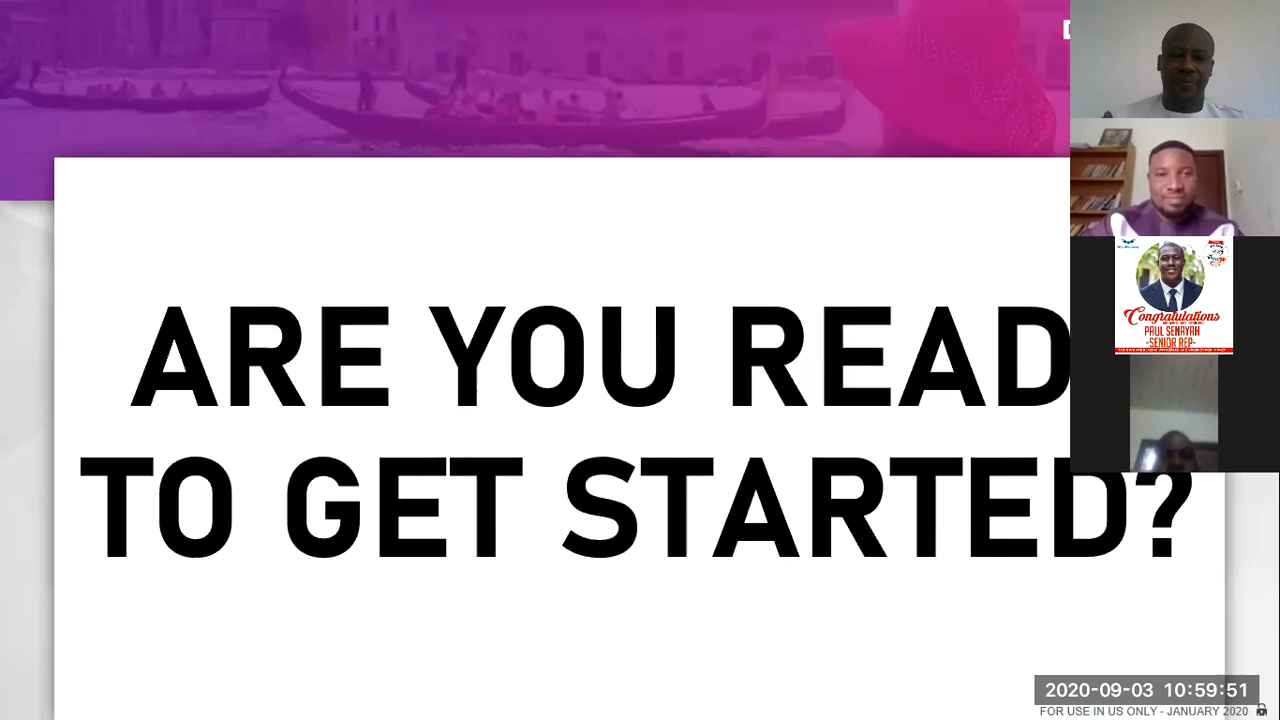 ARE YOU READ
TO GET STARTED?
Congratulations
PAUL SENAYAH
-SENIOR REP-
2020-09-03 10:59:51
FOR USE IN US ONLY - JANUARY 2020